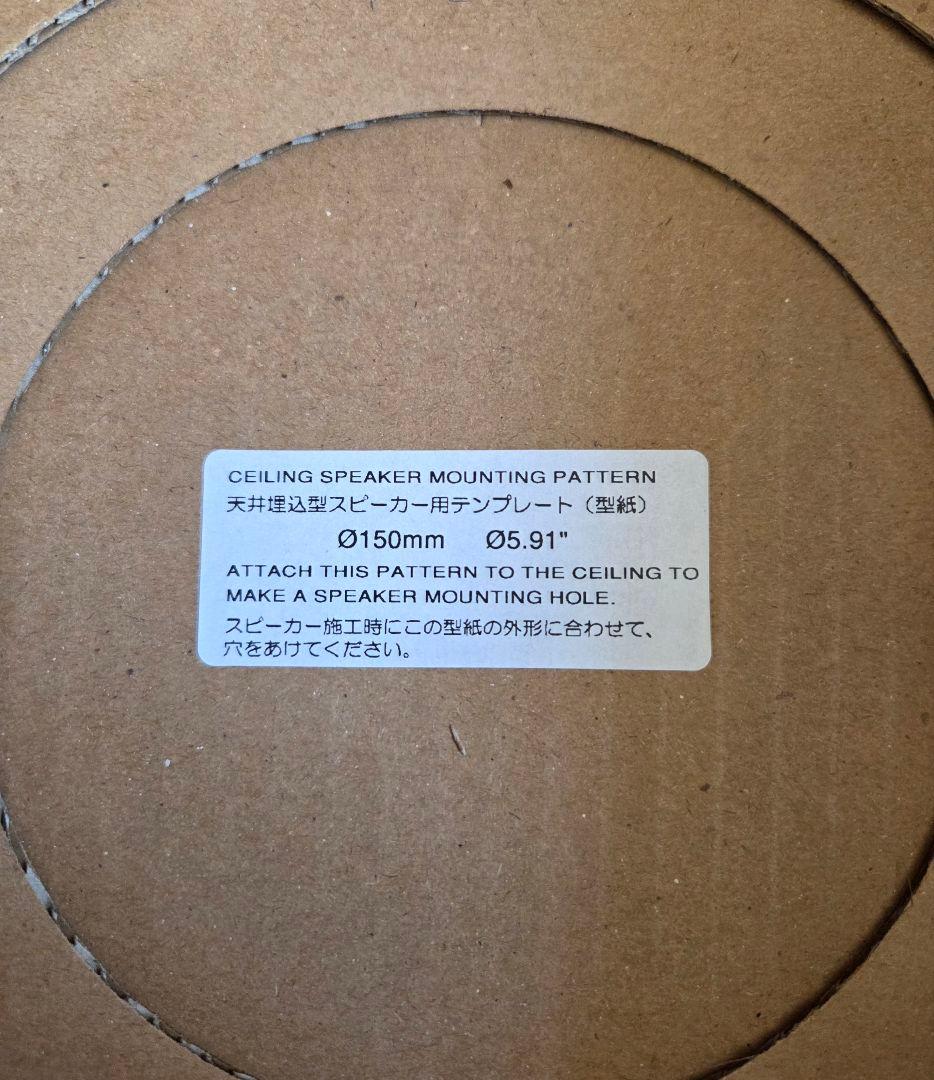 CEILING SPEAKER MOUNTING PATTERN
天井埋込型スピーカー用テンプレート（型紙）
Ø150mm Ø5.91"
ATTACH THIS PATTERN TO THE CEILING TO
MAKE A SPEAKER MOUNTING HOLE.
スピーカー施工時にこの型紙の外形に合わせて、
穴をあけてください。